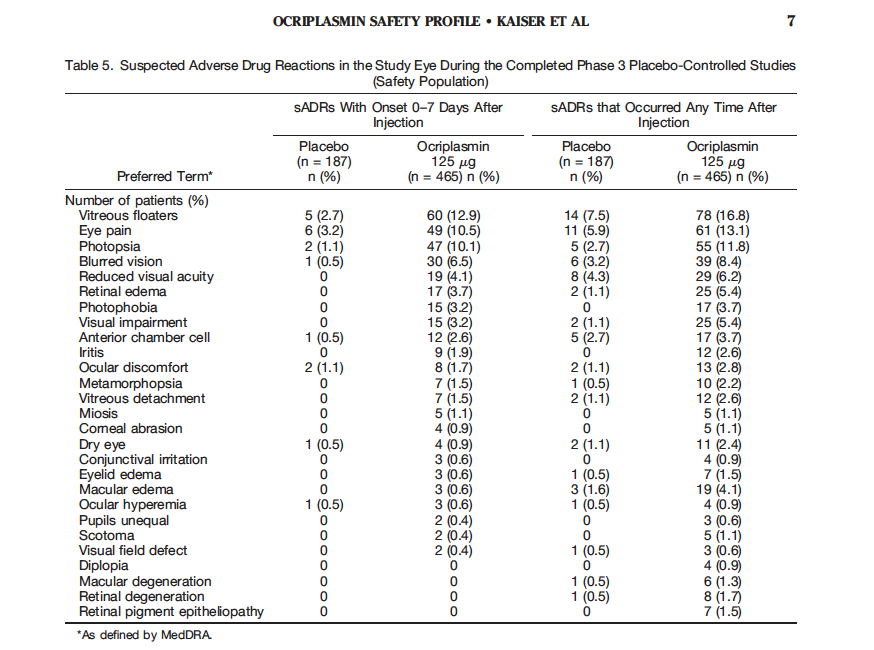 OCRIPLASMIN SAFETY PROFILE • KAISER ET AL 7
Table 5. Suspected Adverse Drug Reactions in the Study Eye During the Completed Phase 3 Placebo-Controlled Studies
(Safety Population)
sADRs With Onset 0–7 Days After sADRs that Occurred Any Time After
Injection Injection
Placebo Ocriplasmin Placebo Ocriplasmin
(n = 187) 125 μg (n = 187) 125 μg
Preferred Term* n (%) (n = 465) n (%) n (%) (n = 465) n (%)
Number of patients (%)
Vitreous floaters 5 (2.7) 60 (12.9) 14 (7.5) 78 (16.8)
Eye pain 6 (3.2) 49 (10.5) 11 (5.9) 61 (13.1)
Photopsia 2 (1.1) 47 (10.1) 5 (2.7) 55 (11.8)
Blurred vision 1 (0.5) 30 (6.5) 6 (3.2) 39 (8.4)
Reduced visual acuity 0 19 (4.1) 8 (4.3) 29 (6.2)
Retinal edema 0 17 (3.7) 2 (1.1) 25 (5.4)
Photophobia 0 15 (3.2) 0 17 (3.7)
Visual impairment 0 15 (3.2) 2 (1.1) 25 (5.4)
Anterior chamber cell 1 (0.5) 12 (2.6) 5 (2.7) 17 (3.7)
Iritis 0 9 (1.9) 0 12 (2.6)
Ocular discomfort 2 (1.1) 8 (1.7) 2 (1.1) 13 (2.8)
Metamorphopsia 0 7 (1.5) 1 (0.5) 10 (2.2)
Vitreous detachment 0 7 (1.5) 2 (1.1) 12 (2.6)
Miosis 0 5 (1.1) 0 5 (1.1)
Corneal abrasion 0 4 (0.9) 0 5 (1.1)
Dry eye 1 (0.5) 4 (0.9) 2 (1.1) 11 (2.4)
Conjunctival irritation 0 3 (0.6) 0 4 (0.9)
Eyelid edema 0 3 (0.6) 1 (0.5) 7 (1.5)
Macular edema 0 3 (0.6) 3 (1.6) 19 (4.1)
Ocular hyperemia 1 (0.5) 3 (0.6) 1 (0.5) 4 (0.9)
Pupils unequal 0 2 (0.4) 0 3 (0.6)
Scotoma 0 2 (0.4) 0 5 (1.1)
Visual field defect 0 2 (0.4) 1 (0.5) 3 (0.6)
Diplopia 0 0 0 4 (0.9)
Macular degeneration 0 0 1 (0.5) 6 (1.3)
Retinal degeneration 0 0 1 (0.5) 8 (1.7)
Retinal pigment epitheliopathy 0 0 0 7 (1.5)
*As defined by MedDRA.